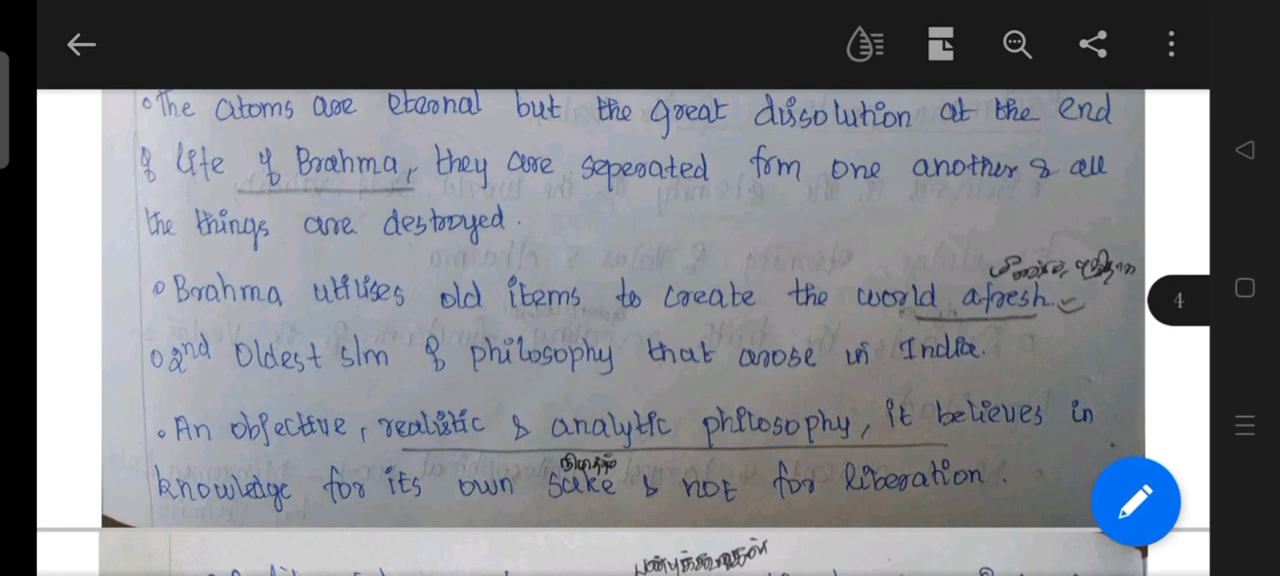 •The atoms are eternal but the great dissolution at the end
of life of Brahma, they are seperated frm one another & all
the things are destroyed.
•Brahma utilises old items to create the world afresh.
•2nd Oldest s/m of philosophy that arose in India.
•An objective, realistic & analytic philosophy, it believes in
நிமித்தம்
knowledge for its own sake & not for liberation.
4